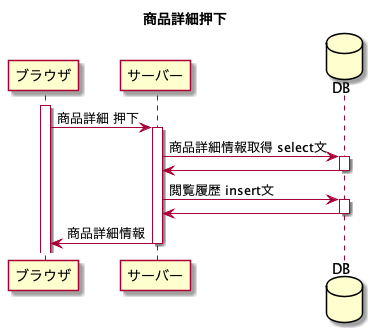 商品詳細押下
ブラウザ
サーバー
DB
商品詳細 押下
商品詳細情報取得 select文
閲覧履歴 insert文
商品詳細情報
ブラウザ
サーバー
DB